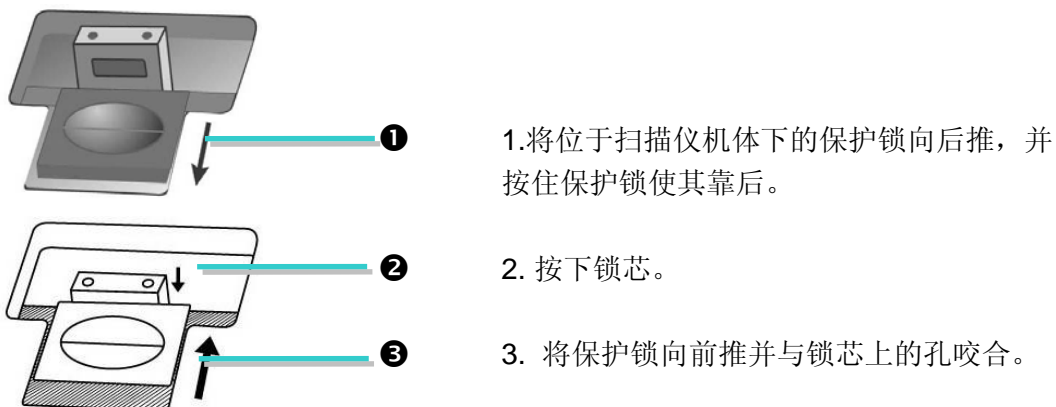 ❶
1.将位于扫描仪机体下的保护锁向后推，并
按住保护锁使其靠后。
❷
2. 按下锁芯。
❸
3. 将保护锁向前推并与锁芯上的孔咬合。